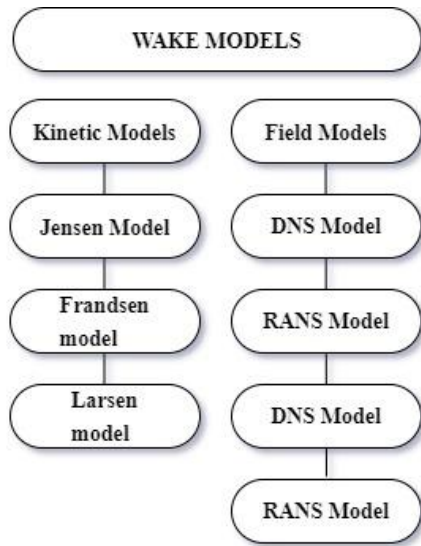 WAKE MODELS
Kinetic Models
Jensen Model
Frandsen
model
Larsen
model
Field Models
DNS Model
RANS Model
DNS Model
RANS Model